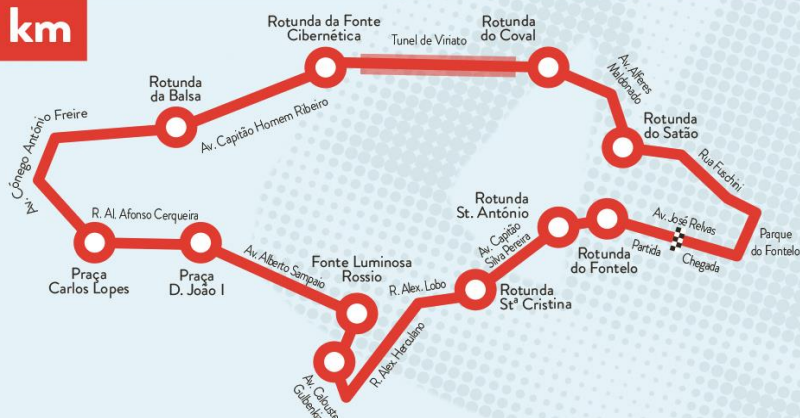 km
Rotunda da Fonte
Cibernética
Tunel de Viriato
Rotunda
do Coval
Av. Alferes
Maldonado
Rotunda
da Balsa
Av. Capitão Homem Ribeiro
Av. Cónego António Freire
Rotunda
do Satão
Rua Fuschini
R. Al. Afonso Cerqueira
Praça
Carlos Lopes
Praça
D. João I
Av. Alberto Sampaio
Fonte Luminosa
Rossio
R. Alex. Lobo
R. Alex. Herculano
Rotunda
Stª Cristina
Av. Capitão
Silva Pereira
Rotunda
St. António
Rotunda
do Fontelo
Av. José Relvas
Partida
Chegada
Parque
do Fontelo
Av. Calouste